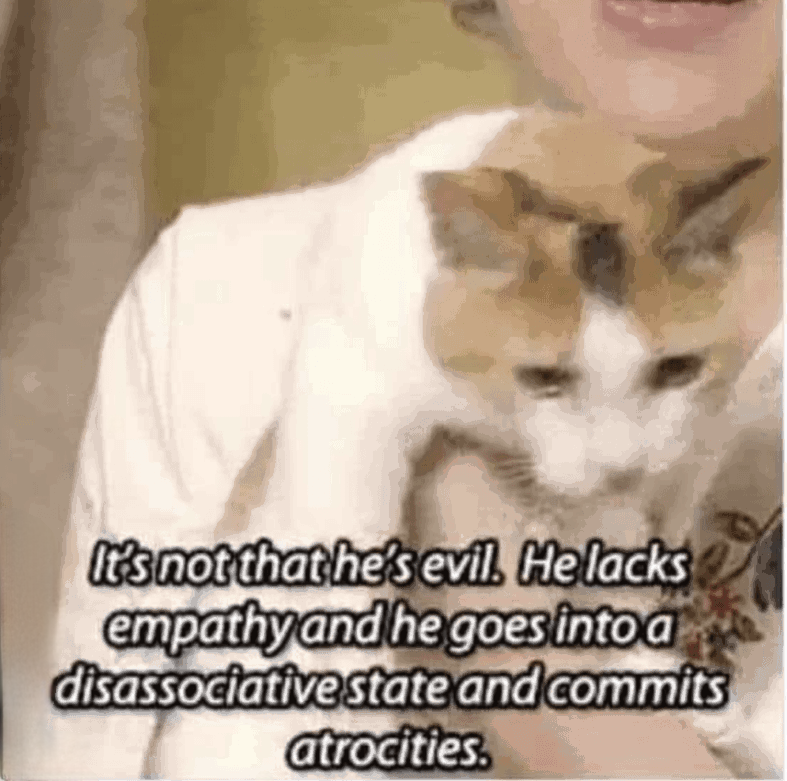 It's not that he's evil. He lacks
empathy and he goes into a
disassociative state and commits
atrocities.